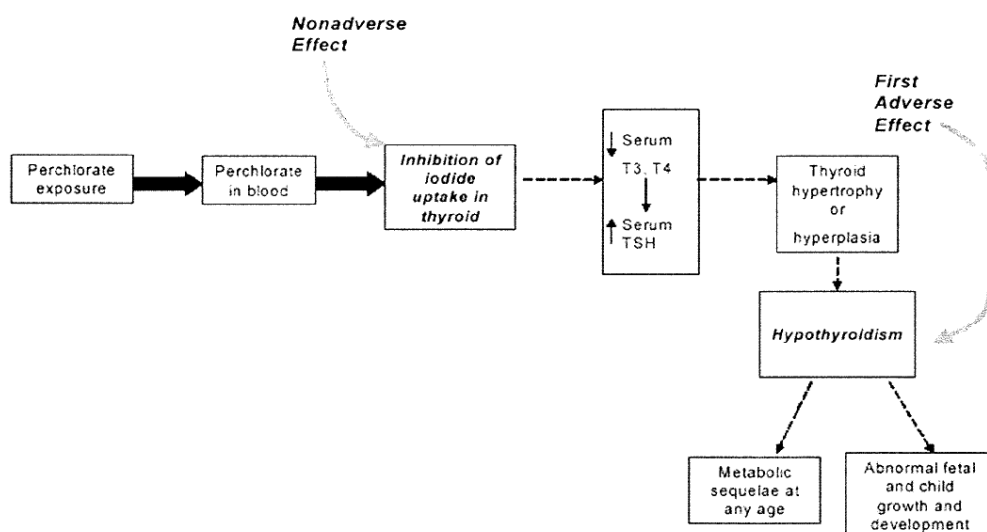 Nonadverse
Effect
First
Adverse
Effect
Perchlorate
exposure
Perchlorate
in blood
Inhibition of
iodide
uptake in
thyroid
↓ Serum
T3, T4
↓
↑ Serum
TSH
Thyroid
hypertrophy
or
hyperplasia
Hypothyroidism
Metabolic
sequelae at
any age
Abnormal fetal
and child
growth and
development